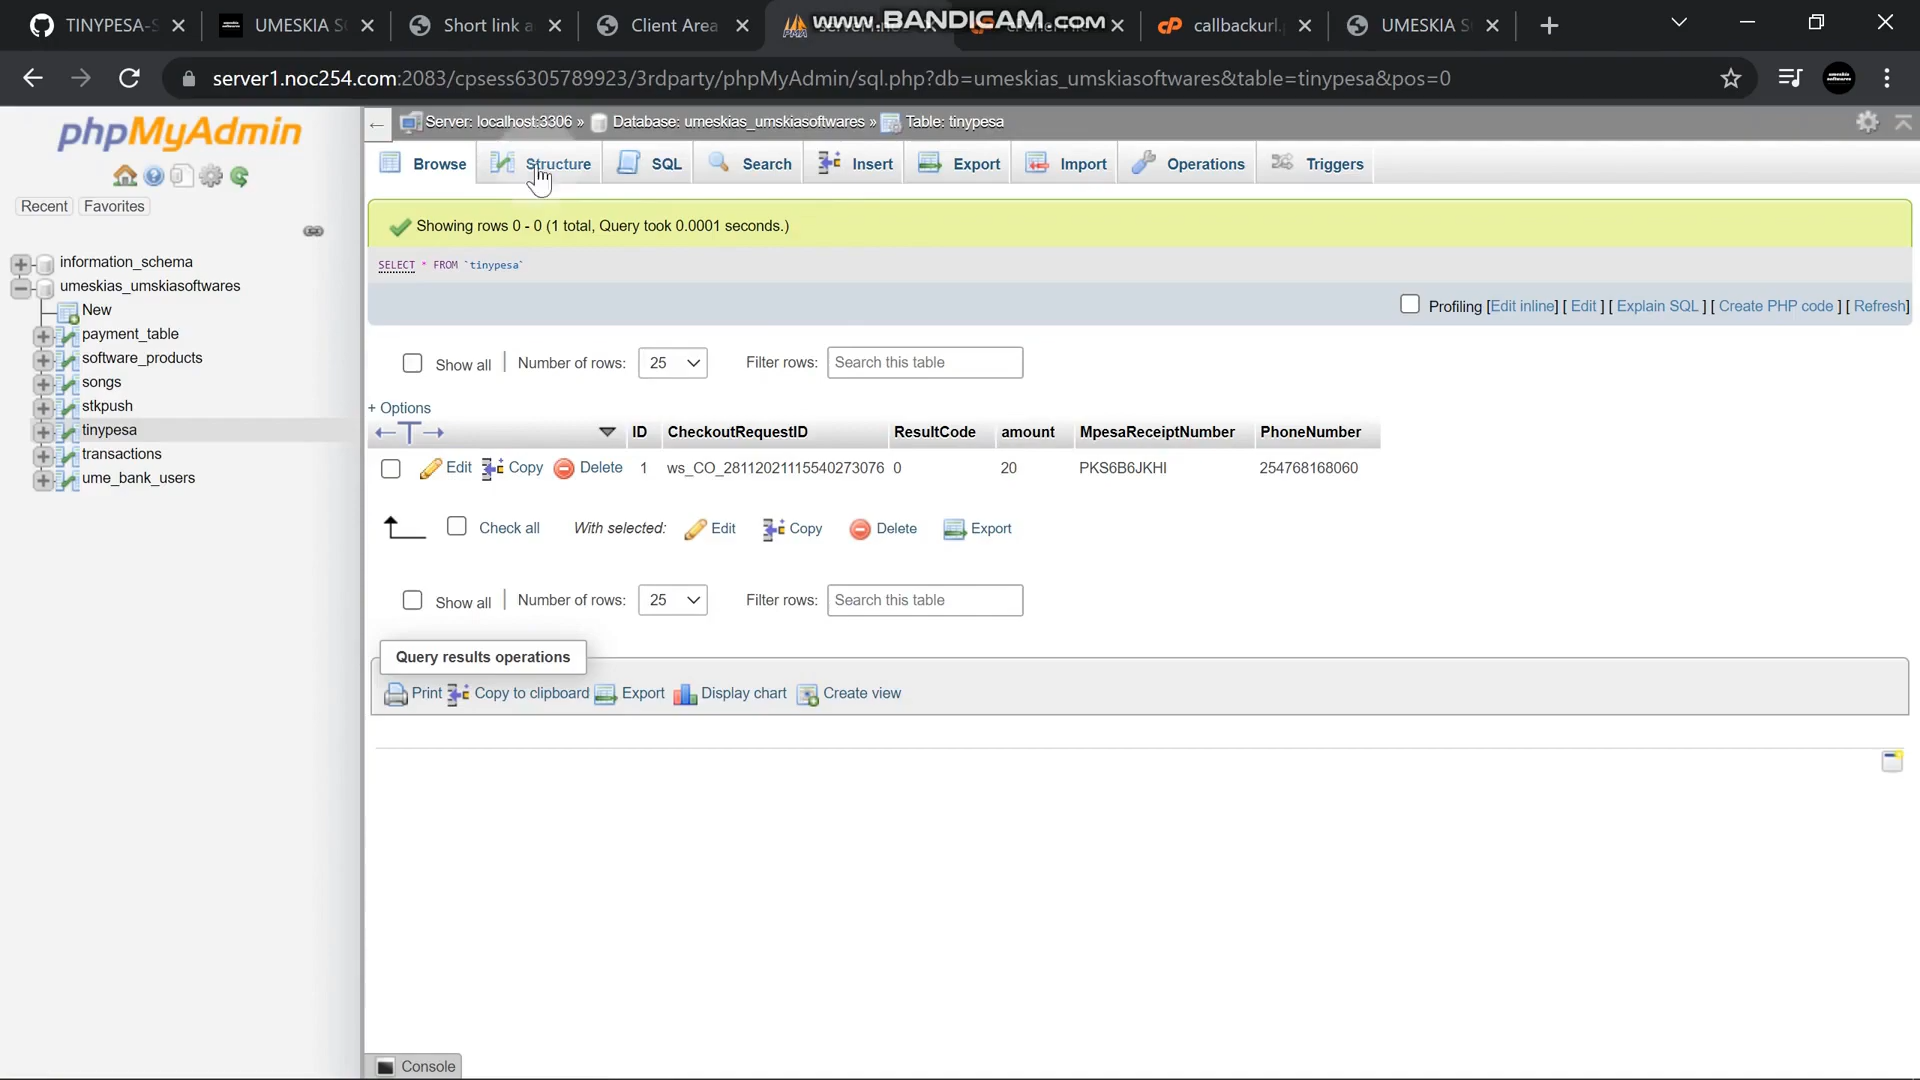 TINYPESA-S
UMESKIA S
Short link a
Client Area
www.BANDICAM.com
callbackurl.
UMESKIA S
server1.noc254.com:2083/cpsess6305789923/3rdparty/phpMyAdmin/sql.php?db=umeskias_umskiasoftwares&table=tinypesa&pos=0
phpMyAdmin
Recent Favorites
information_schema
umeskias_umskiasoftwares
New
payment_table
software_products
songs
stkpush
tinypesa
transactions
ume_bank_users
Server: localhost:3306 » Database: umeskias_umskiasoftwares » Table: tinypesa
Browse Structure SQL Search Insert Export Import Operations Triggers
Showing rows 0 - 0 (1 total, Query took 0.0001 seconds.)
SELECT * FROM `tinypesa`
Profiling [Edit inline] [ Edit ] [ Explain SQL ] [ Create PHP code ] [ Refresh]
Show all Number of rows: 25 Filter rows: Search this table
+ Options
ID CheckoutRequestID ResultCode amount MpesaReceiptNumber PhoneNumber
Edit Copy Delete 1 ws_CO_28112021115540273076 0 20 PKS6B6JKHI 254768168060
Check all With selected: Edit Copy Delete Export
Show all Number of rows: 25 Filter rows: Search this table
Query results operations
Print Copy to clipboard Export Display chart Create view
Console